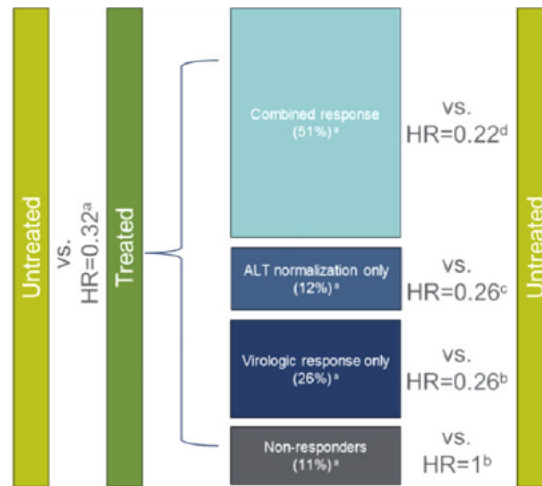 Untreated
vs.
HR=0.32ᵃ
Treated
Combined response
(51%)ᵃ
vs.
HR=0.22ᵈ
ALT normalization only
(12%)ᵃ
vs.
HR=0.26ᶜ
Virologic response only
(26%)ᵃ
vs.
HR=0.26ᵇ
Non-responders
(11%)ᵃ
vs.
HR=1ᵇ
Untreated